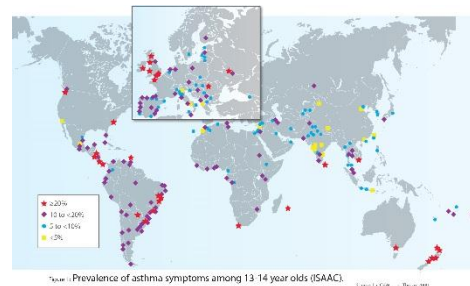 ≥20%
10 to <20%
5 to <10%
<5%
Prevalence of asthma symptoms among 13-14 year olds (ISAAC).